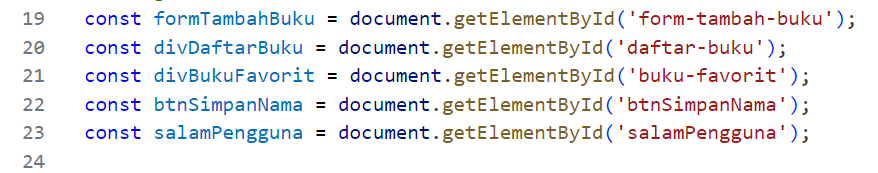 19 const formTambahBuku = document.getElementById('form-tambah-buku');
20 const divDaftarBuku = document.getElementById('daftar-buku');
21 const divBukuFavorit = document.getElementById('buku-favorit');
22 const btnSimpanNama = document.getElementById('btnSimpanNama');
23 const salamPengguna = document.getElementById('salamPengguna');
24